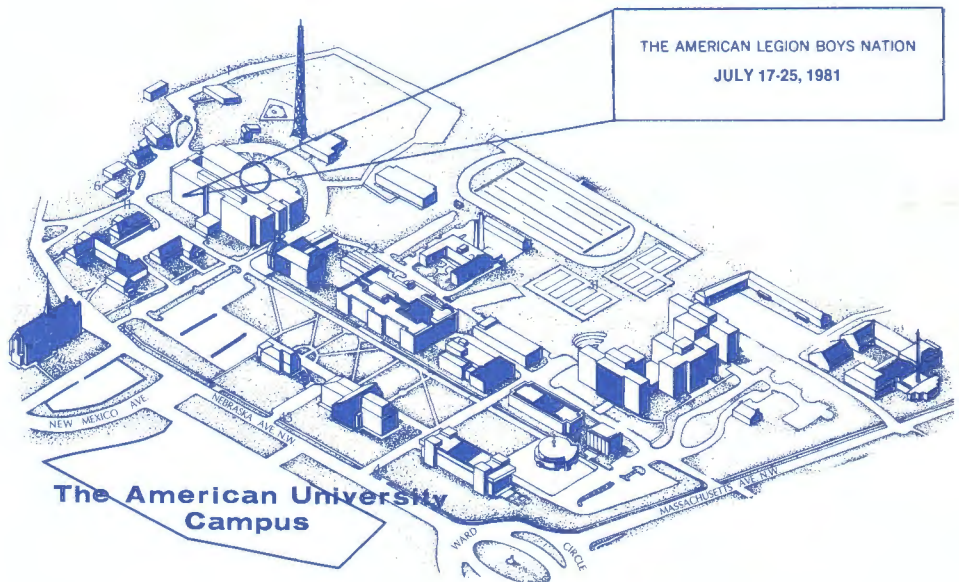 THE AMERICAN LEGION BOYS NATION
JULY 17-25, 1981
NEW MEXICO AVE
NEBRASKA AVE N.W.
The American University
Campus
MASSACHUSETTS AVE N.W.
WARD
CIRCLE